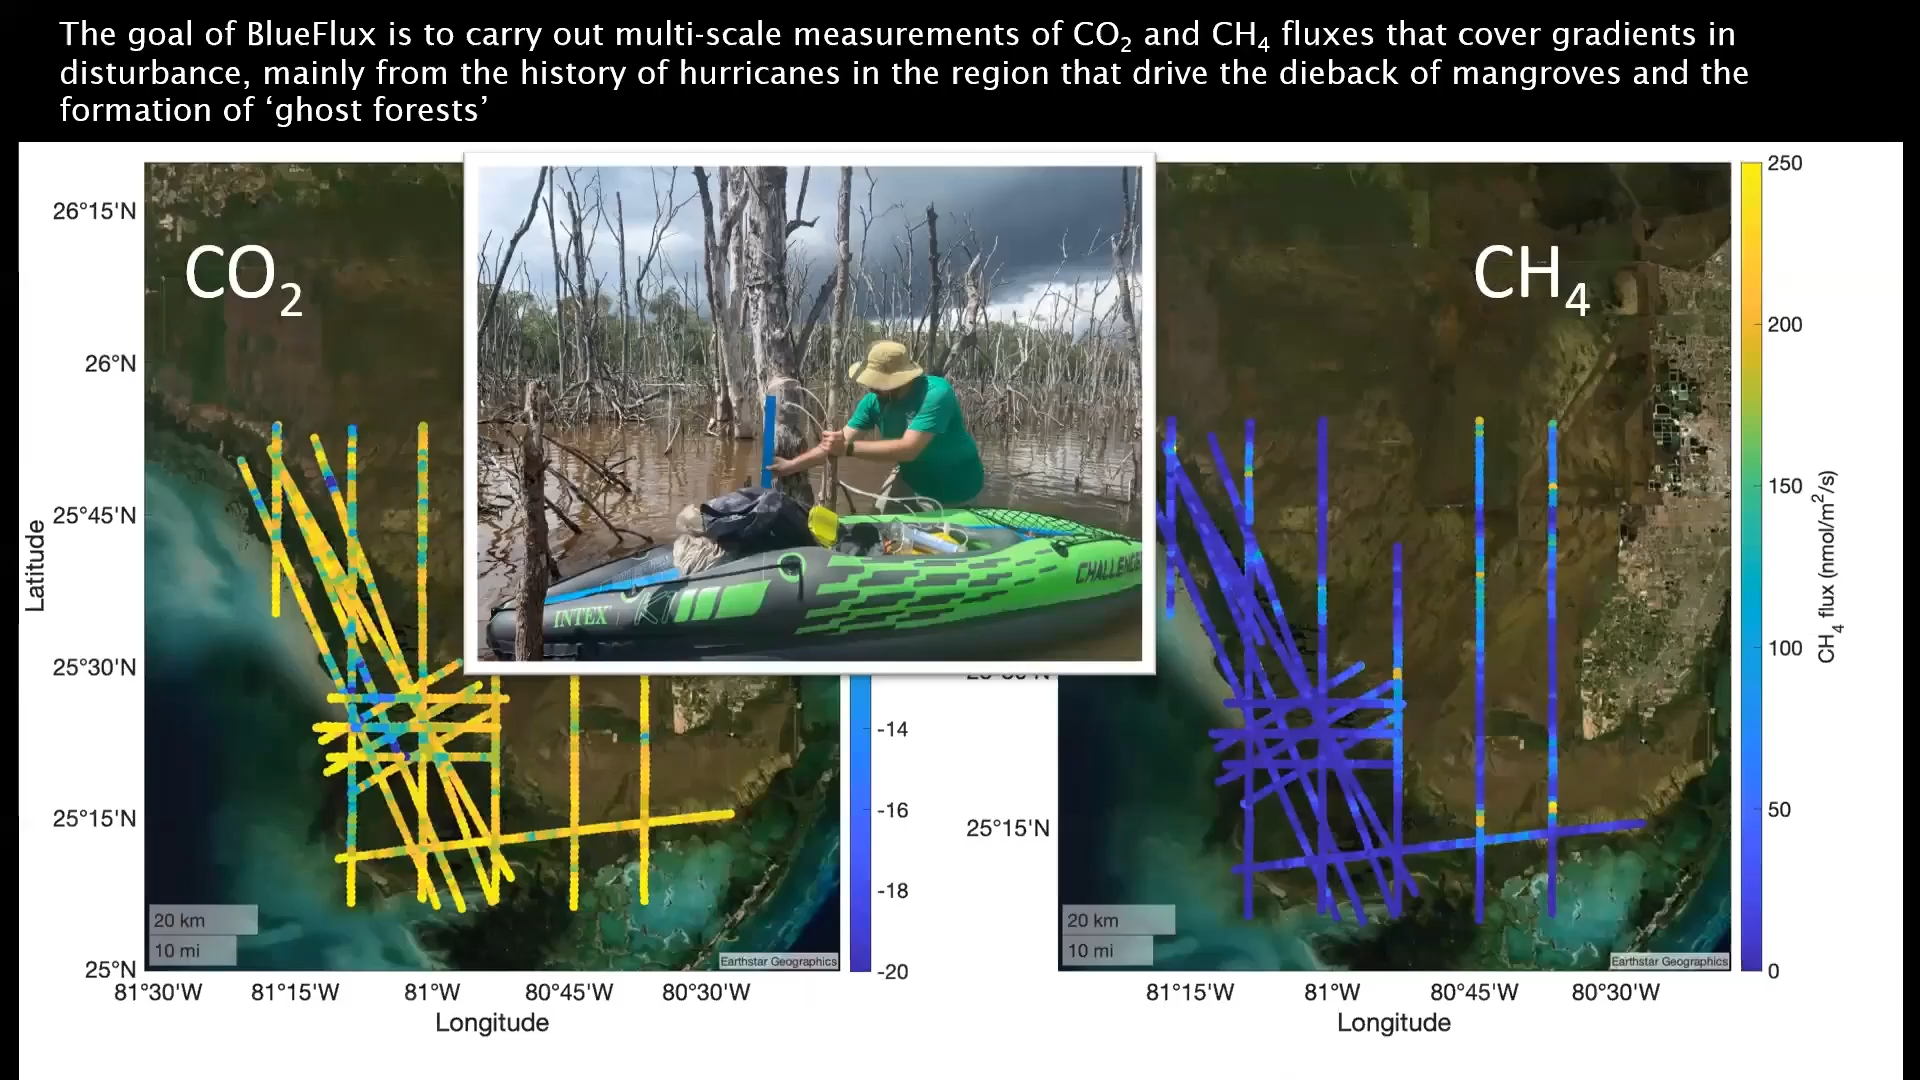 The goal of BlueFlux is to carry out multi-scale measurements of CO₂ and CH₄ fluxes that cover gradients in
disturbance, mainly from the history of hurricanes in the region that drive the dieback of mangroves and the
formation of ‘ghost forests’
CO₂
26°15'N
26°N
25°45'N
25°30'N
25°15'N
25°N
Latitude
81°30'W 81°15'W 81°W 80°45'W 80°30'W
Longitude
20 km
10 mi
Earthstar Geographics
-14
-16
-18
-20
INTEX K1
CHALLENGE
CH₄
25°15'N
20 km
10 mi
Earthstar Geographics
81°15'W 81°W 80°45'W 80°30'W
Longitude
250
200
150
100
50
0
CH₄ flux (nmol/m²/s)